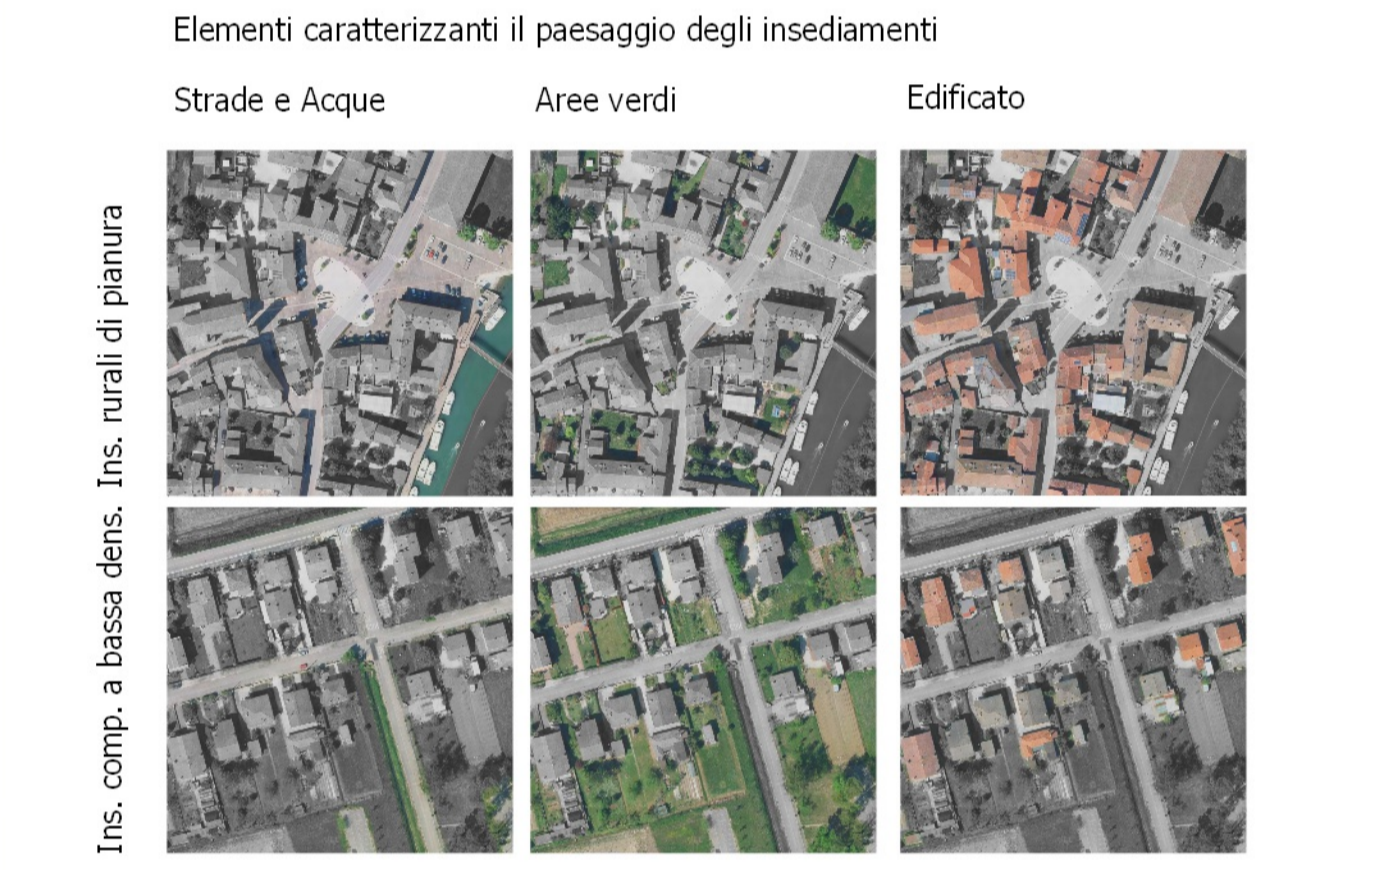 Elementi caratterizzanti il paesaggio degli insediamenti
Strade e Acque
Aree verdi
Edificato
Ins. rurali di pianura
Ins. comp. a bassa dens.